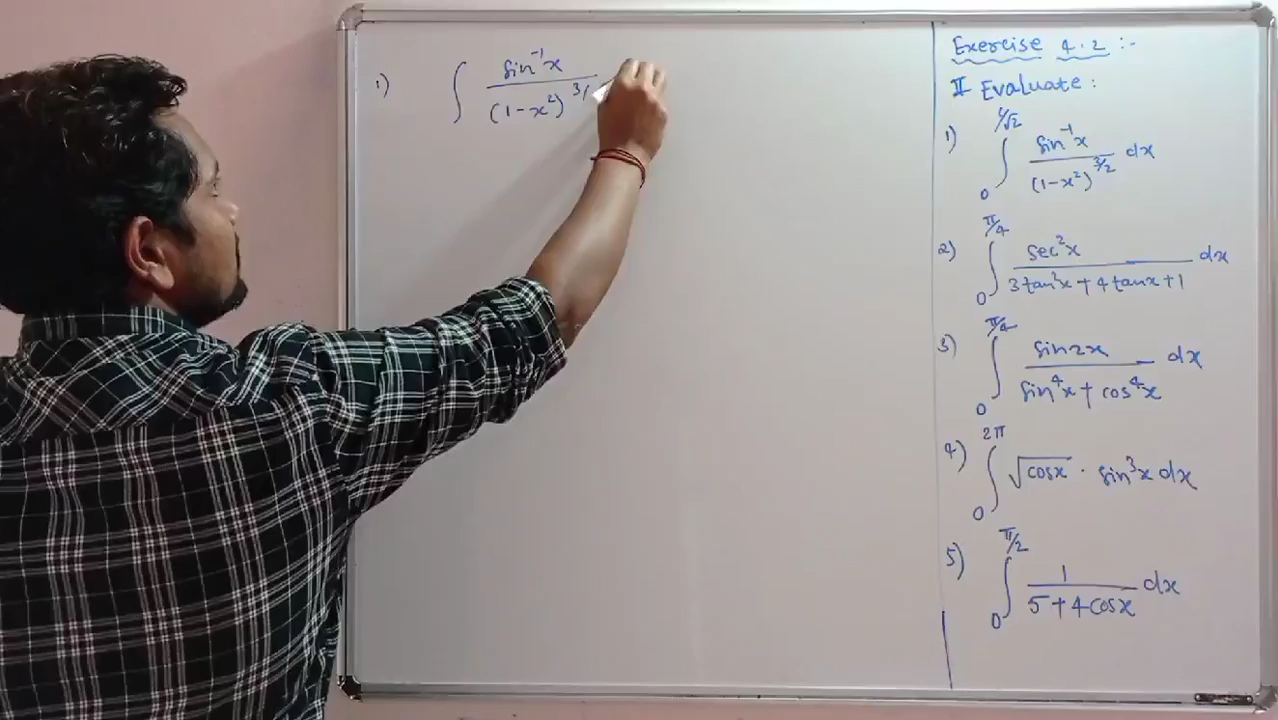 1) ∫ sin⁻¹x / (1-x²)^3/
Exercise 4.2 :-
II Evaluate :
1) ∫₀^(1/√2) sin⁻¹x / (1-x²)^(3/2) dx
2) ∫₀^(π/4) sec²x / 3tan²x + 4tanx + 1 dx
3) ∫₀^(π/4) sin2x / sin⁴x + cos⁴x dx
4) ∫₀^(2π) √cosx · sin³x dx
5) ∫₀^(π/2) 1 / 5+4cosx dx